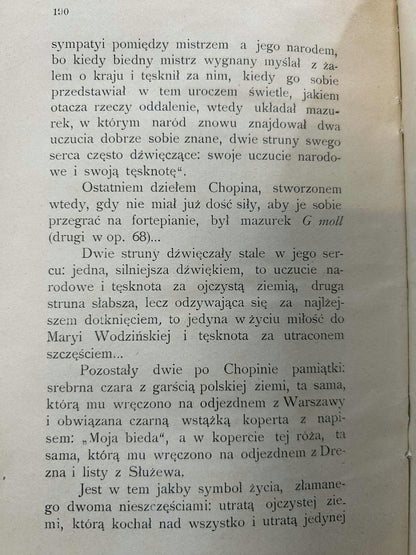 190
sympatyi pomiędzy mistrzem a jego narodem,
bo kiedy biedny mistrz wygnany myślał z ża-
lem o kraju i tęsknił za nim, kiedy go sobie
przedstawiał w tem uroczem świetle, jakiem
otacza rzeczy oddalenie, wtedy układał mazu-
rek, w którym naród znowu znajdował dwa
uczucia dobrze sobie znane, dwie struny swego
serca często dźwięczące: swoje uczucie narodo-
we i swoją tęsknotę“.
Ostatniem dziełem Chopina, stworzonem
wtedy, gdy nie miał już dość siły, aby je sobie
przegrać na fortepianie, był mazurek G moll
(drugi w op. 68)...
Dwie struny dźwięczały stale w jego ser-
cu: jedna, silniejsza dźwiękiem, to uczucie na-
rodowe i tęsknota za ojczystą ziemią, druga
struna słabsza, lecz odzywająca się za najlżej-
szem dotknięciem, to jedyna w życiu miłość do
Maryi Wodzińskiej i tęsknota za utraconem
szczęściem...
Pozostały dwie po Chopinie pamiątki:
srebrna czara z garścią polskiej ziemi, ta sama,
którą mu wręczono na odjezdnem z Warszawy
i obwiązana czarną wstążką koperta z napi-
sem: „Moja bieda“, a w kopercie tej róża, ta
sama, którą mu wręczono na odjezdnem z Dre-
zna i listy z Służewa.
Jest w tem jakby symbol życia, złamane-
go dwoma nieszczęściami: utratą ojczystej zie-
mi, którą kochał nad wszystko i utratą jedynej